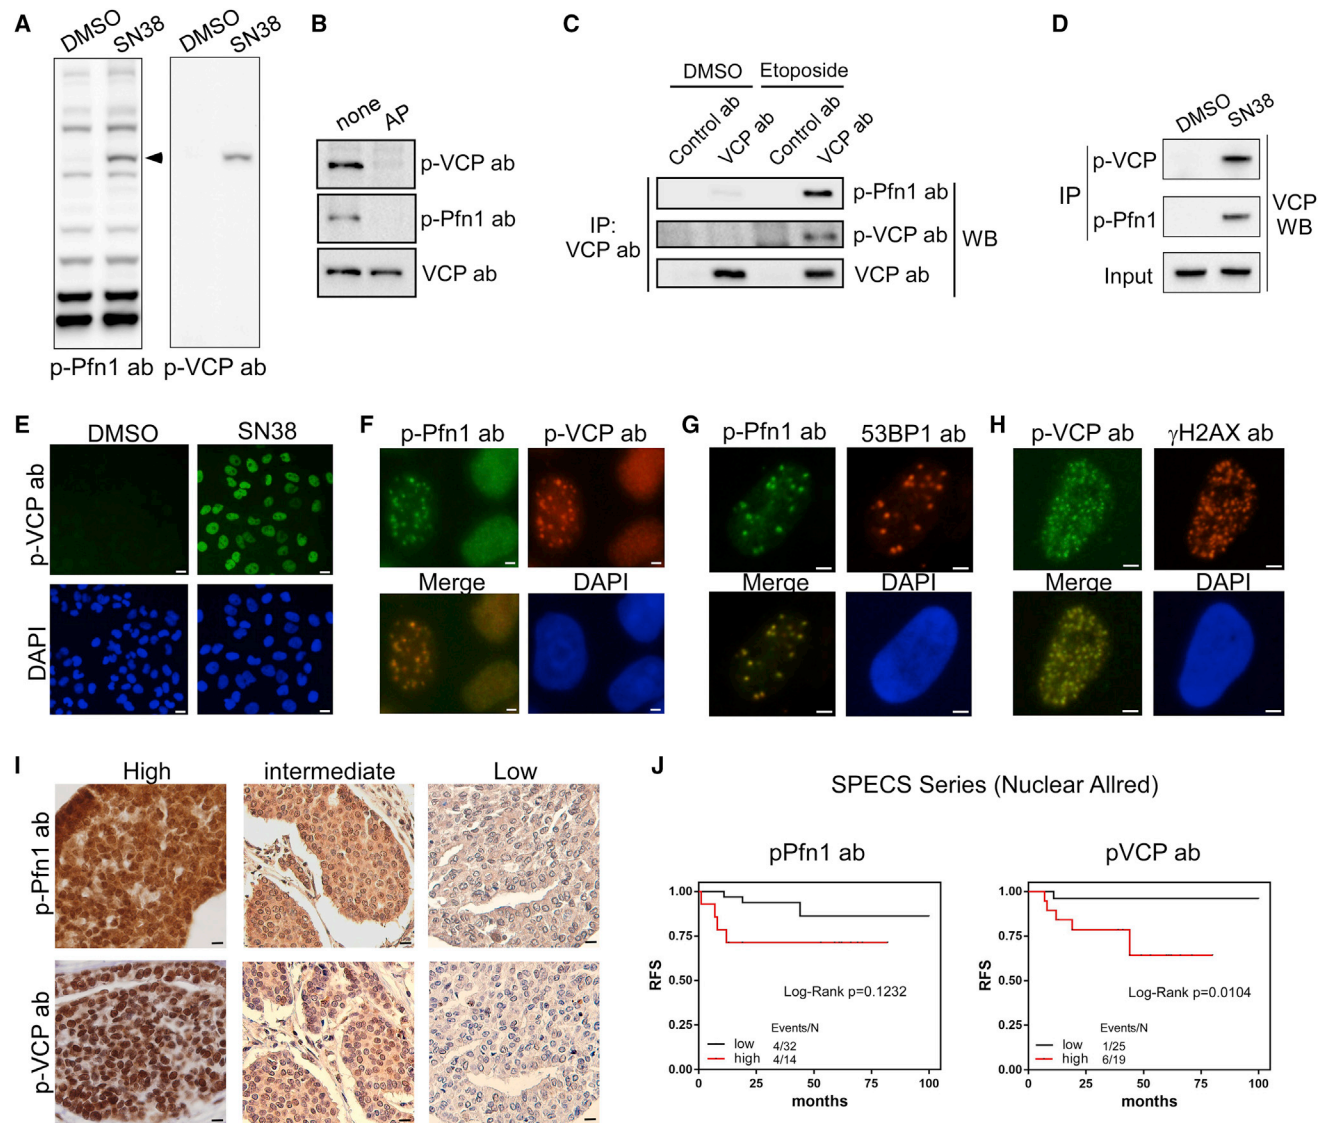 A
DMSO
SN38
DMSO
SN38
p-Pfn1 ab
p-VCP ab
B
none
AP
p-VCP ab
p-Pfn1 ab
VCP ab
C
DMSO
Etoposide
Control ab
VCP ab
Control ab
VCP ab
IP:
VCP ab
p-Pfn1 ab
p-VCP ab
VCP ab
WB
D
DMSO
SN38
IP
p-VCP
p-Pfn1
Input
VCP
WB
E
DMSO
SN38
p-VCP ab
DAPI
F
p-Pfn1 ab
p-VCP ab
Merge
DAPI
G
p-Pfn1 ab
53BP1 ab
Merge
DAPI
H
p-VCP ab
γH2AX ab
Merge
DAPI
I
High
intermediate
Low
p-Pfn1 ab
p-VCP ab
J
SPECS Series (Nuclear Allred)
pPfn1 ab
RFS
1.00
0.75
0.50
0.25
0.00
Log-Rank p=0.1232
Events/N
low 4/32
high 4/14
0 25 50 75 100
months
pVCP ab
RFS
1.00
0.75
0.50
0.25
0.00
Log-Rank p=0.0104
Events/N
low 1/25
high 6/19
0 25 50 75 100
months